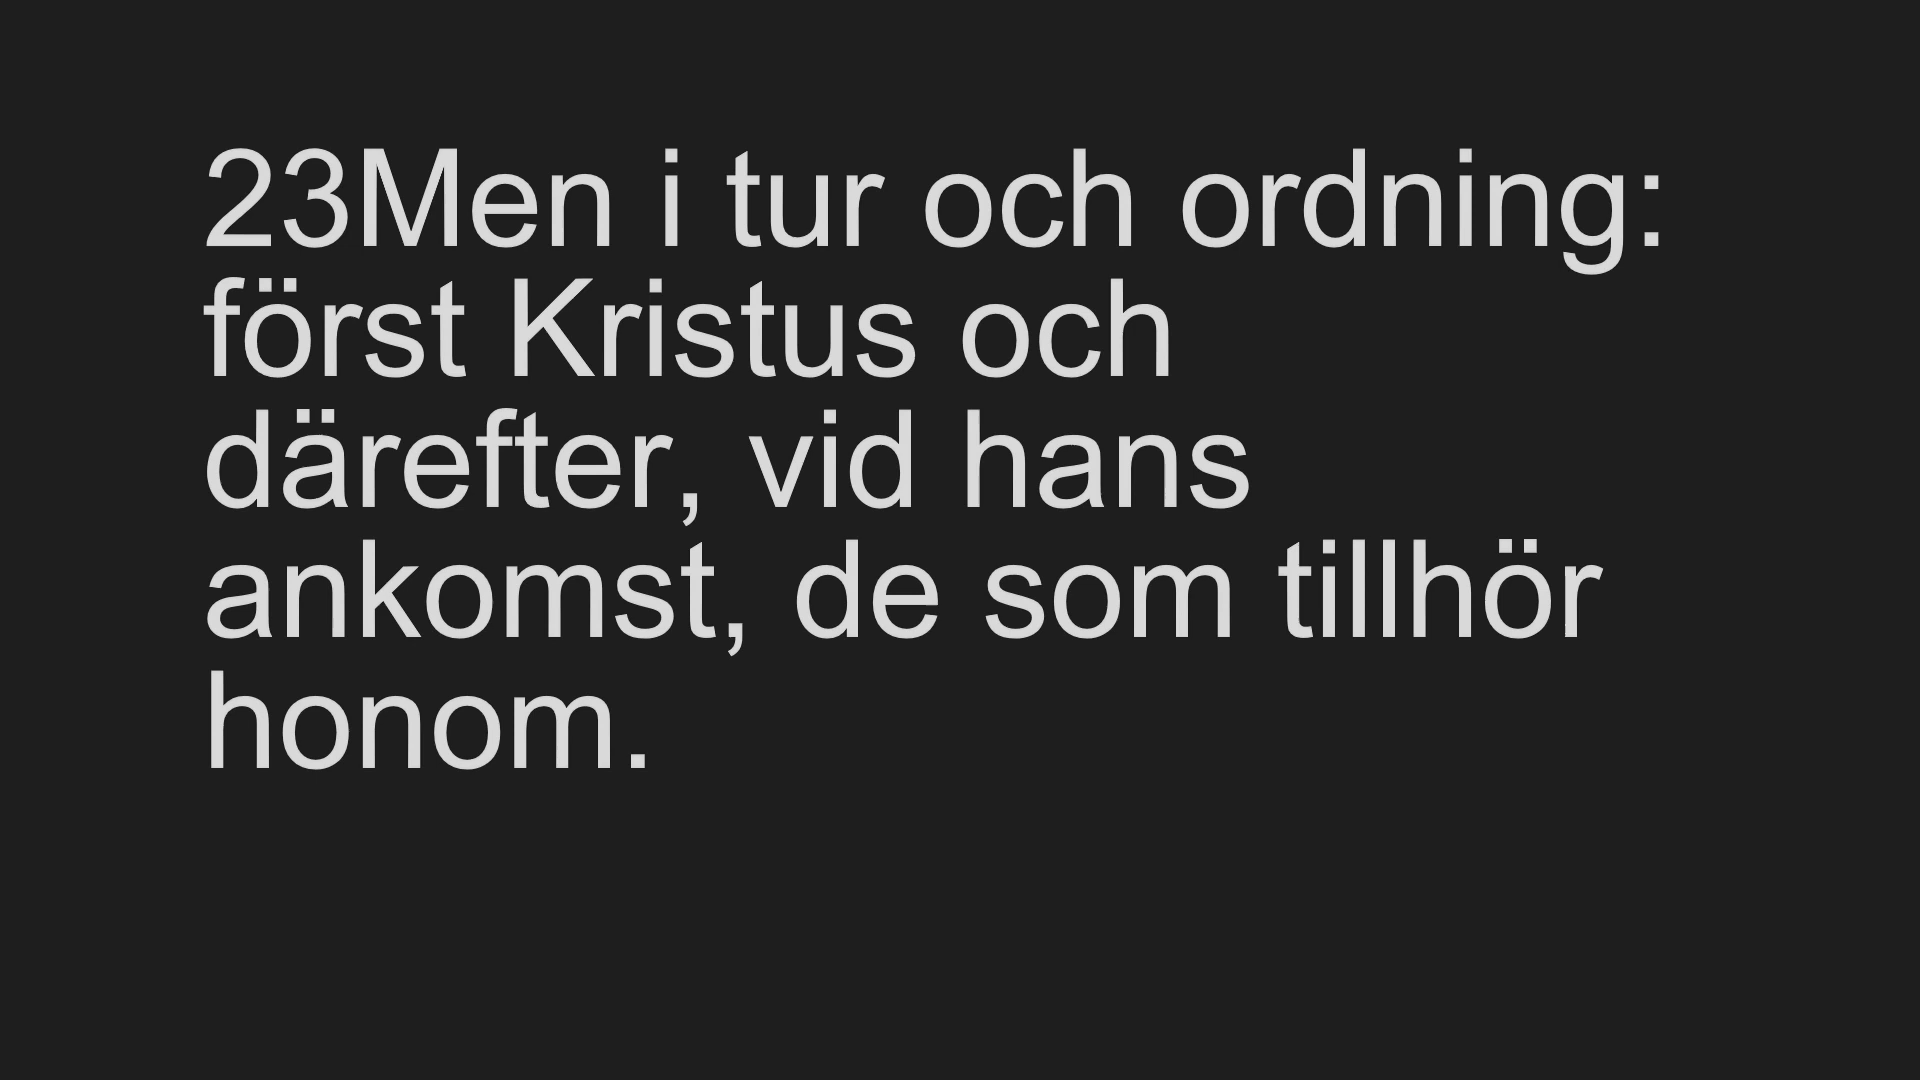 23Men i tur och ordning:
först Kristus och
därefter, vid hans
ankomst, de som tillhör
honom.